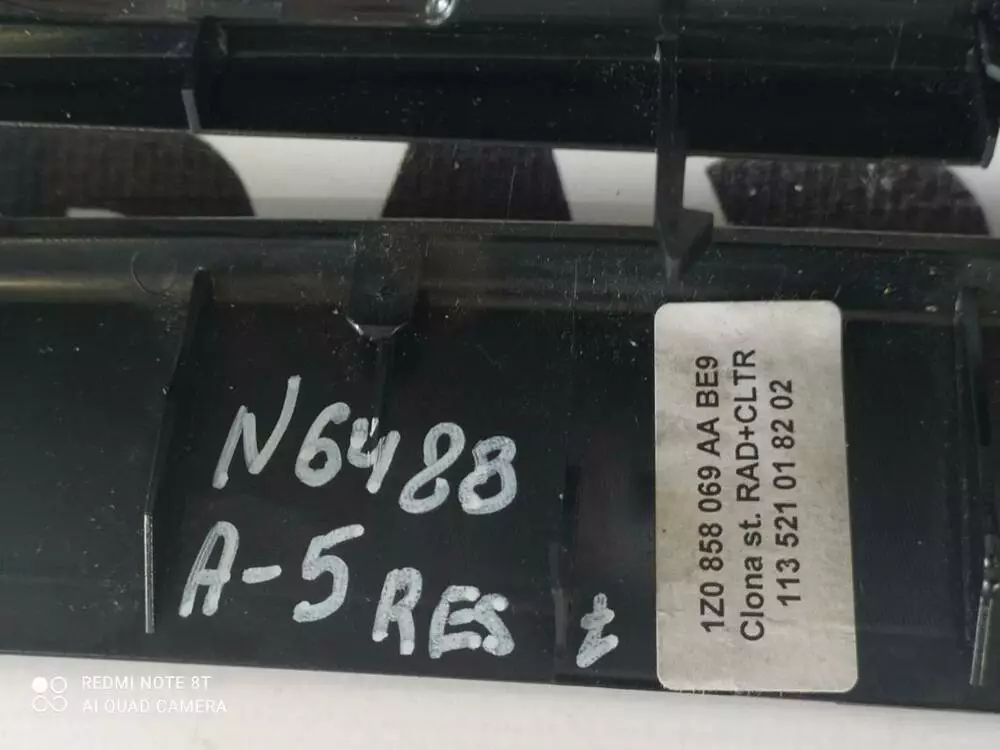 N6488
A-5 RES t
1Z0 858 069 AA BE9
Clona st. RAD+CLTR
113 521 01 82 02
REDMI NOTE 8T
AI QUAD CAMERA